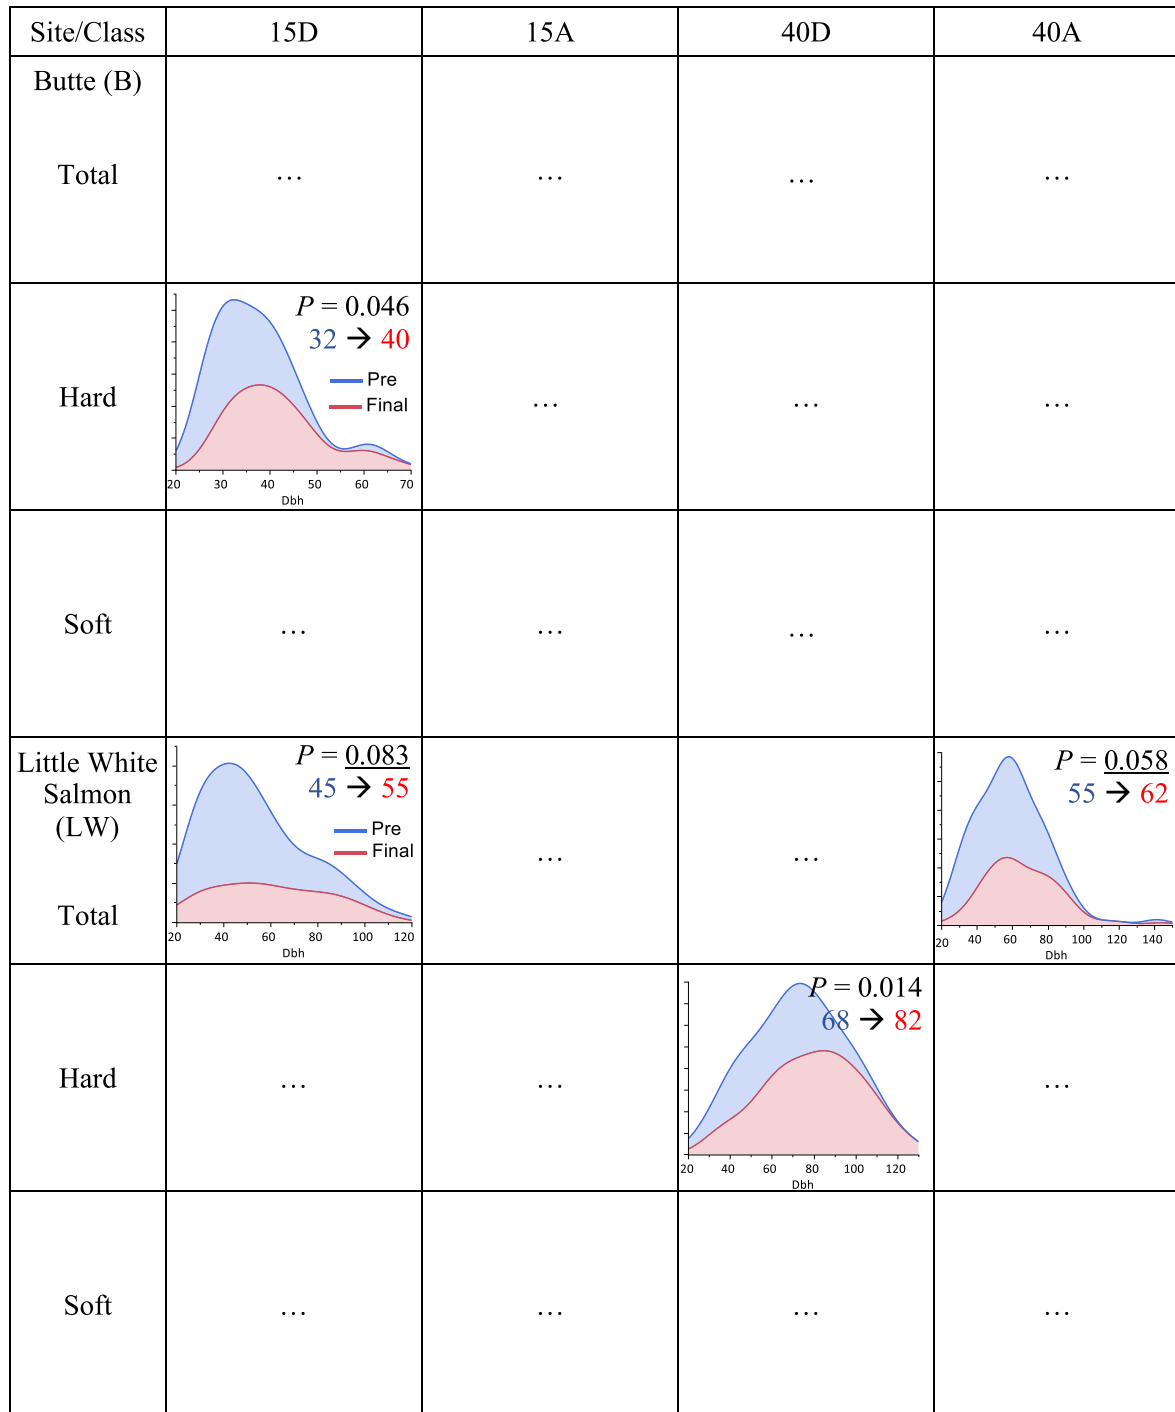 Site/Class 15D 15A 40D 40A
Butte (B)
Total … … … …
P = 0.046
32 → 40
Pre
Final
Hard … … …
20 30 40 50 60 70
Dbh
Soft … … … …
Little White
Salmon
(LW)
Total
P = 0.083
45 → 55
Pre
Final
20 40 60 80 100 120
Dbh
… …
P = 0.058
55 → 62
20 40 60 80 100 120 140
Dbh
Hard … …
P = 0.014
68 → 82
20 40 60 80 100 120
Dbh
…
Soft … … … …